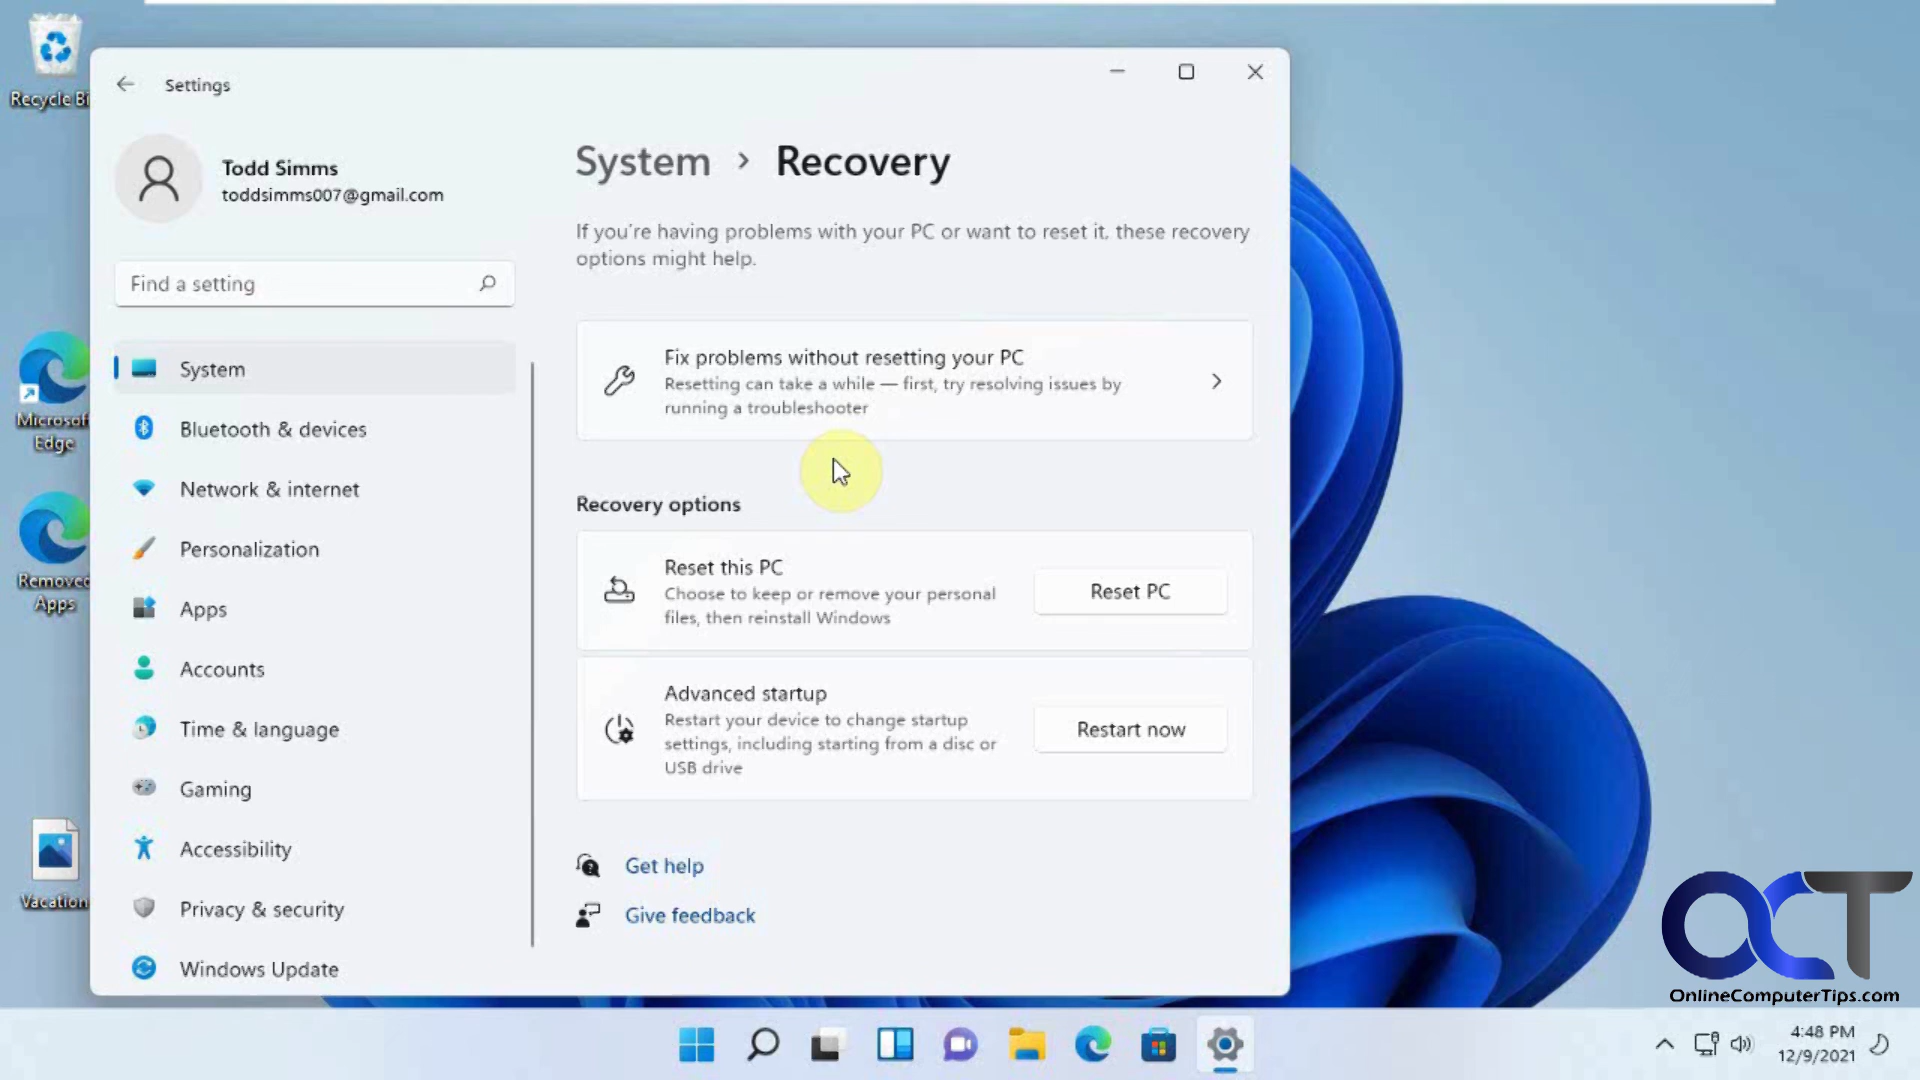 Recycle Bi
Settings
Todd Simms
toddsimms007@gmail.com
Find a setting
System
Bluetooth & devices
Network & internet
Personalization
Apps
Accounts
Time & language
Gaming
Accessibility
Privacy & security
Windows Update
System > Recovery
If you're having problems with your PC or want to reset it, these recovery
options might help.
Fix problems without resetting your PC
Resetting can take a while — first, try resolving issues by
running a troubleshooter
Recovery options
Reset this PC
Choose to keep or remove your personal
files, then reinstall Windows
Reset PC
Advanced startup
Restart your device to change startup
settings, including starting from a disc or
USB drive
Restart now
Get help
Give feedback
Microsoft
Edge
Removed
Apps
Vacation
OCT
OnlineComputerTips.com
4:48 PM
12/9/2021